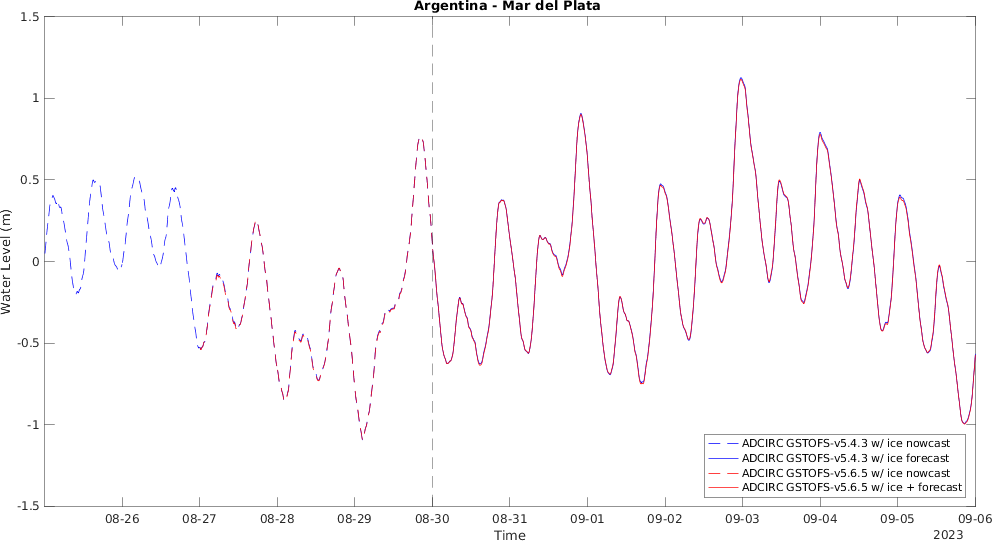 Argentina - Mar del Plata
1.5
1
0.5
0
-0.5
-1
-1.5
Water Level (m)
ADCIRC GSTOFS-v5.4.3 w/ ice nowcast
ADCIRC GSTOFS-v5.4.3 w/ ice forecast
ADCIRC GSTOFS-v5.6.5 w/ ice nowcast
ADCIRC GSTOFS-v5.6.5 w/ ice + forecast
08-26 08-27 08-28 08-29 08-30 08-31 09-01 09-02 09-03 09-04 09-05 09-06
Time
2023